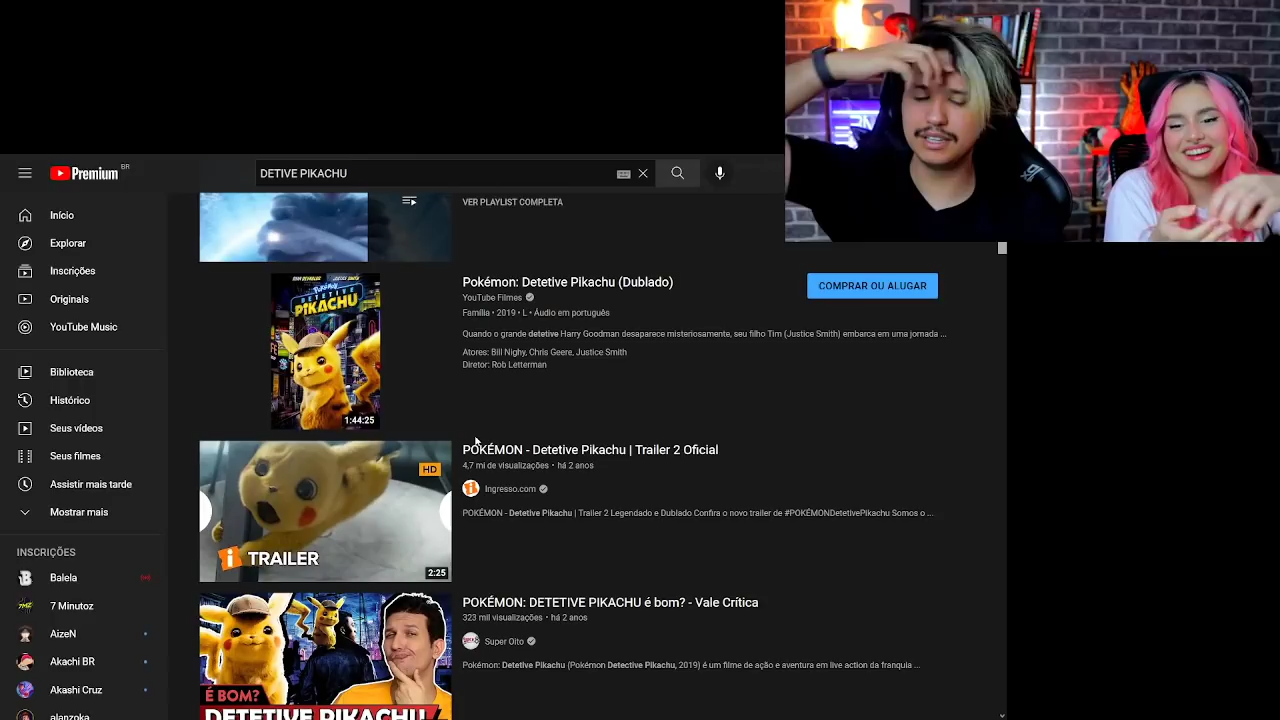 Premium BR
DETIVE PIKACHU
Início
Explorar
Inscrições
Originals
YouTube Music
Biblioteca
Histórico
Seus vídeos
Seus filmes
Assistir mais tarde
Mostrar mais
INSCRIÇÕES
Balela
7 Minutoz
AizeN
Akachi BR
Akashi Cruz
alanzoka
VER PLAYLIST COMPLETA
POKÉMON
DETETIVE
PIKACHU
1:44:25
Pokémon: Detetive Pikachu (Dublado)
YouTube Filmes
Família • 2019 • L • Áudio em português
Quando o grande detetive Harry Goodman desaparece misteriosamente, seu filho Tim (Justice Smith) embarca em uma jornada ...
Atores: Bill Nighy, Chris Geere, Justice Smith
Diretor: Rob Letterman
COMPRAR OU ALUGAR
HD
TRAILER
2:25
POKÉMON - Detetive Pikachu | Trailer 2 Oficial
4,7 mi de visualizações • há 2 anos
Ingresso.com
POKÉMON - Detetive Pikachu | Trailer 2 Legendado e Dublado Confira o novo trailer de #POKÉMONDetetivePikachu Somos o ...
É BOM?
DETETIVE PIKACHU
POKÉMON: DETETIVE PIKACHU é bom? - Vale Crítica
323 mil visualizações • há 2 anos
Super Oito
Pokémon: Detetive Pikachu (Pokémon Detective Pikachu, 2019) é um filme de ação e aventura em live action da franquia ...